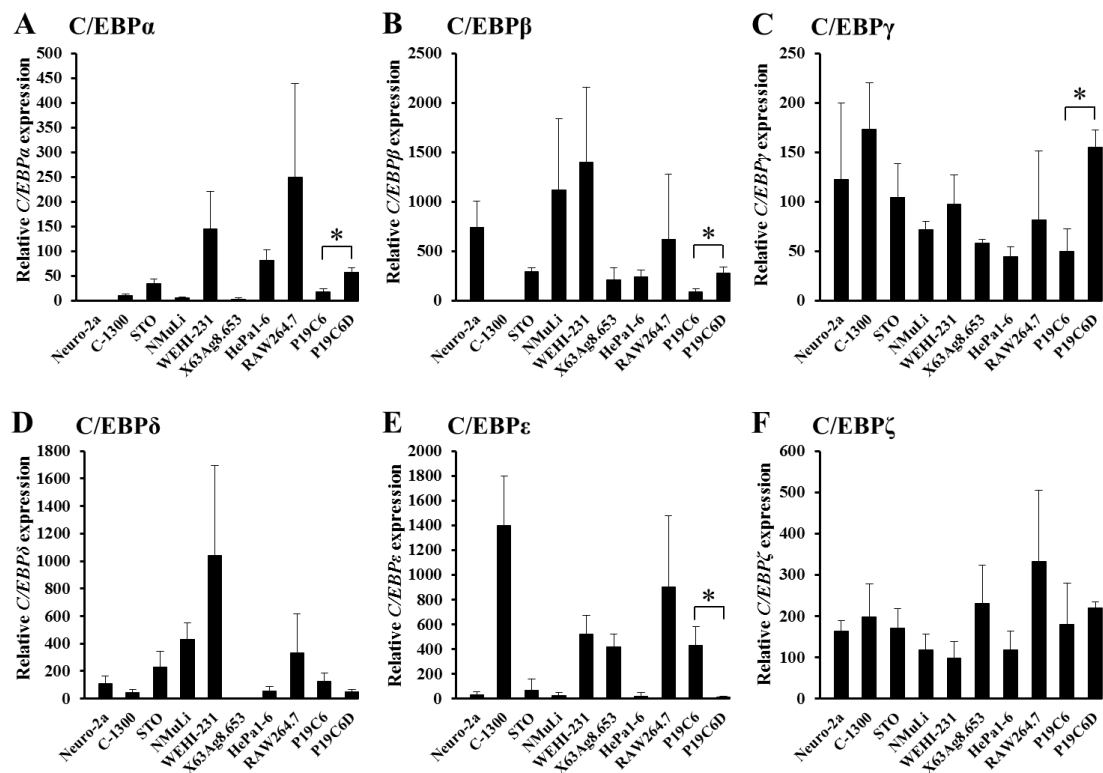 A C/EBPα
Relative C/EBPα expression
500
450
400
350
300
250
200
150
100
50
0
*
Neuro-2a
C-1300
STO
NMuLi
WEHI-231
X63Ag8.653
HePa1-6
RAW264.7
P19C6
P19C6D
B C/EBPβ
Relative C/EBPβ expression
2500
2000
1500
1000
500
0
*
Neuro-2a
C-1300
STO
NMuLi
WEHI-231
X63Ag8.653
HePa1-6
RAW264.7
P19C6
P19C6D
C C/EBPγ
Relative C/EBPγ expression
250
200
150
100
50
0
*
Neuro-2a
C-1300
STO
NMuLi
WEHI-231
X63Ag8.653
HePa1-6
RAW264.7
P19C6
P19C6D
D C/EBPδ
Relative C/EBPδ expression
1800
1600
1400
1200
1000
800
600
400
200
0
Neuro-2a
C-1300
STO
NMuLi
WEHI-231
X63Ag8.653
HePa1-6
RAW264.7
P19C6
P19C6D
E C/EBPε
Relative C/EBPε expression
2000
1800
1600
1400
1200
1000
800
600
400
200
0
*
Neuro-2a
C-1300
STO
NMuLi
WEHI-231
X63Ag8.653
HePa1-6
RAW264.7
P19C6
P19C6D
F C/EBPζ
Relative C/EBPζ expression
600
500
400
300
200
100
0
Neuro-2a
C-1300
STO
NMuLi
WEHI-231
X63Ag8.653
HePa1-6
RAW264.7
P19C6
P19C6D